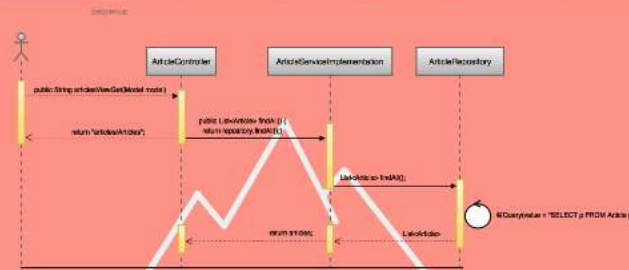 Sequence
ArticleController
ArticleServiceImplementation
ArticleRepository
public String articlesViewGet(Model model)
public List<Article> findAll() {
return repository.findAll();
return "articles/Articles";
List<Article> findAll();
@Query(value = "SELECT p FROM Article
return articles;
List<Article>